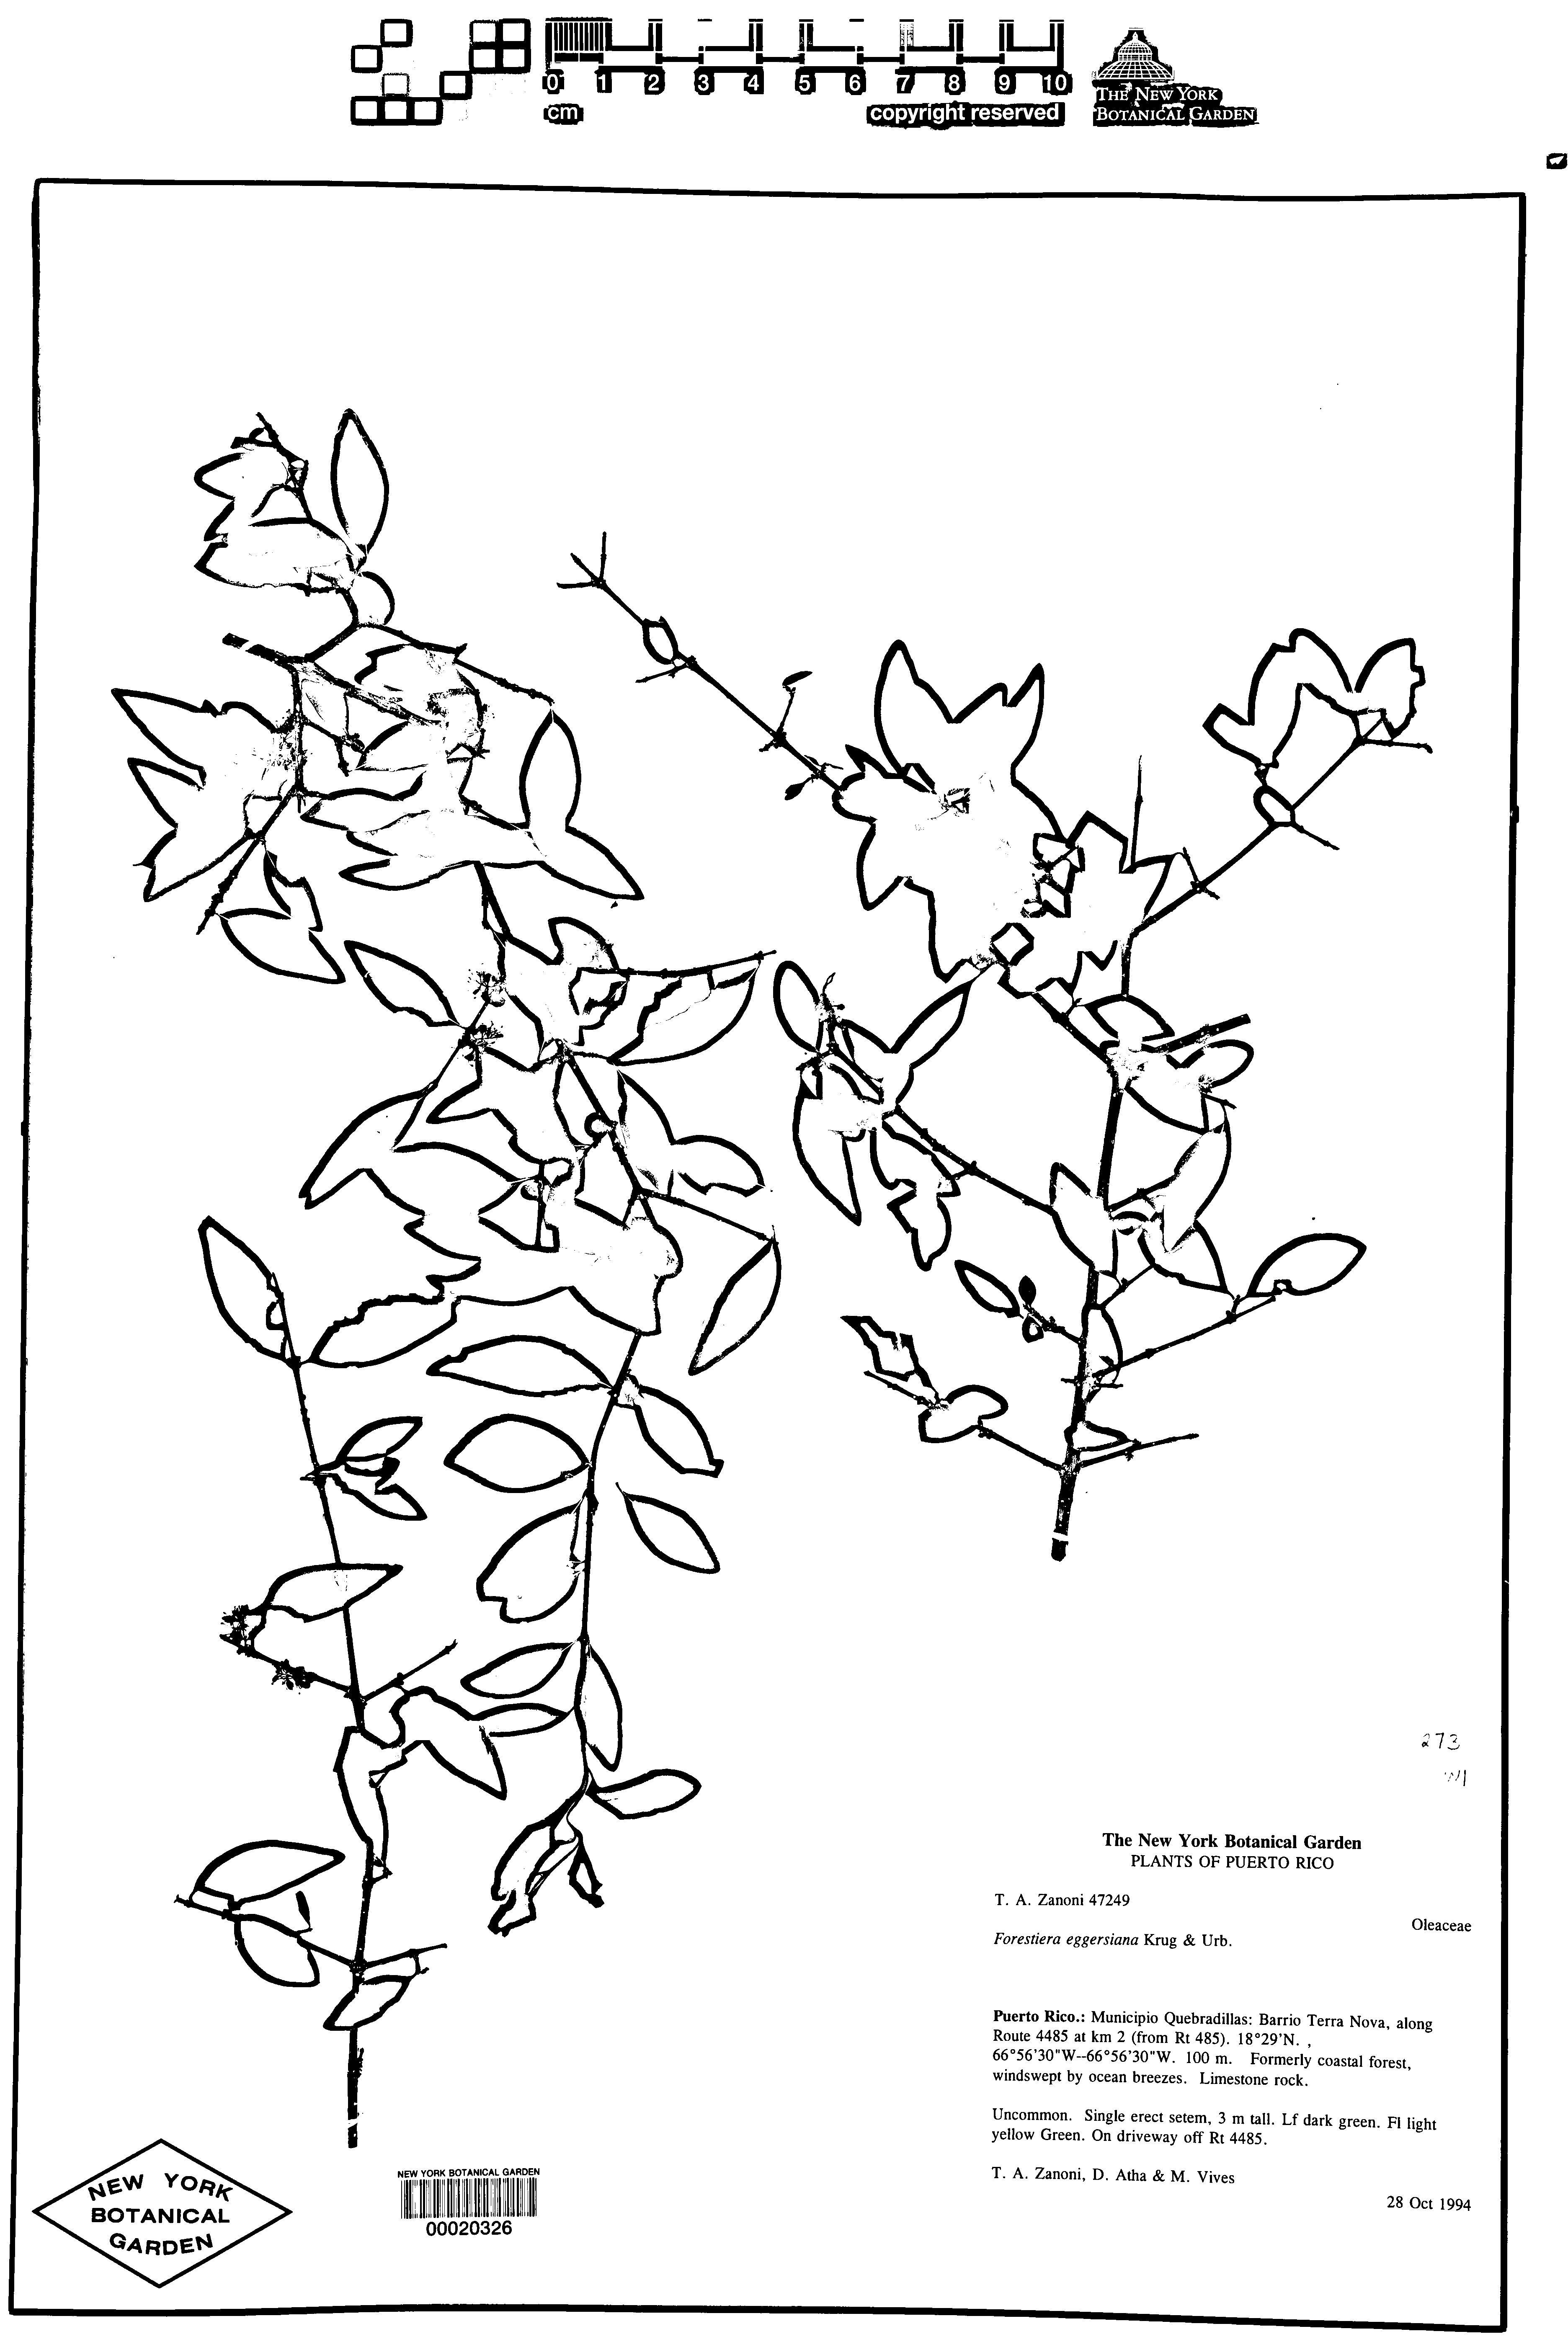 0 1 2 3 4 5 6 7 8 9 10
cm
copyright reserved
THE NEW YORK
BOTANICAL GARDEN
273
The New York Botanical Garden
PLANTS OF PUERTO RICO
T. A. Zanoni 47249
Oleaceae
Forestiera eggersiana Krug & Urb.
Puerto Rico.: Municipio Quebradillas: Barrio Terra Nova, along
Route 4485 at km 2 (from Rt 485). 18°29'N. ,
66°56'30"W--66°56'30"W. 100 m. Formerly coastal forest,
windswept by ocean breezes. Limestone rock.
Uncommon. Single erect setem, 3 m tall. Lf dark green. Fl light
yellow Green. On driveway off Rt 4485.
T. A. Zanoni, D. Atha & M. Vives
28 Oct 1994
NEW YORK
BOTANICAL
GARDEN
NEW YORK BOTANICAL GARDEN
00020326